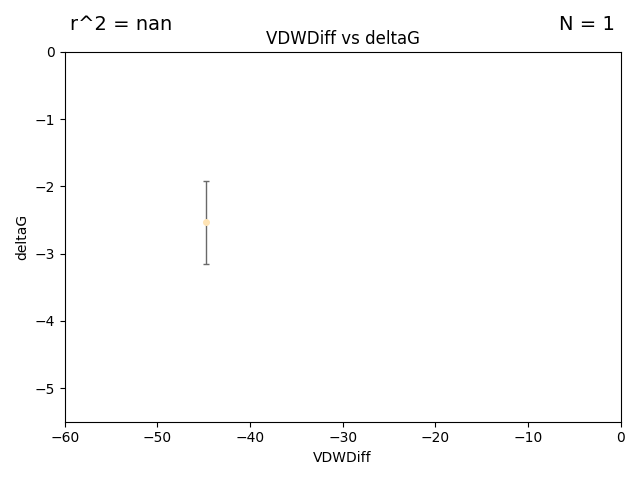 r^2 = nan
N = 1
VDWDiff vs deltaG
0
−1
−2
−3
−4
−5
deltaG
−60
−50
−40
−30
−20
−10
0
VDWDiff